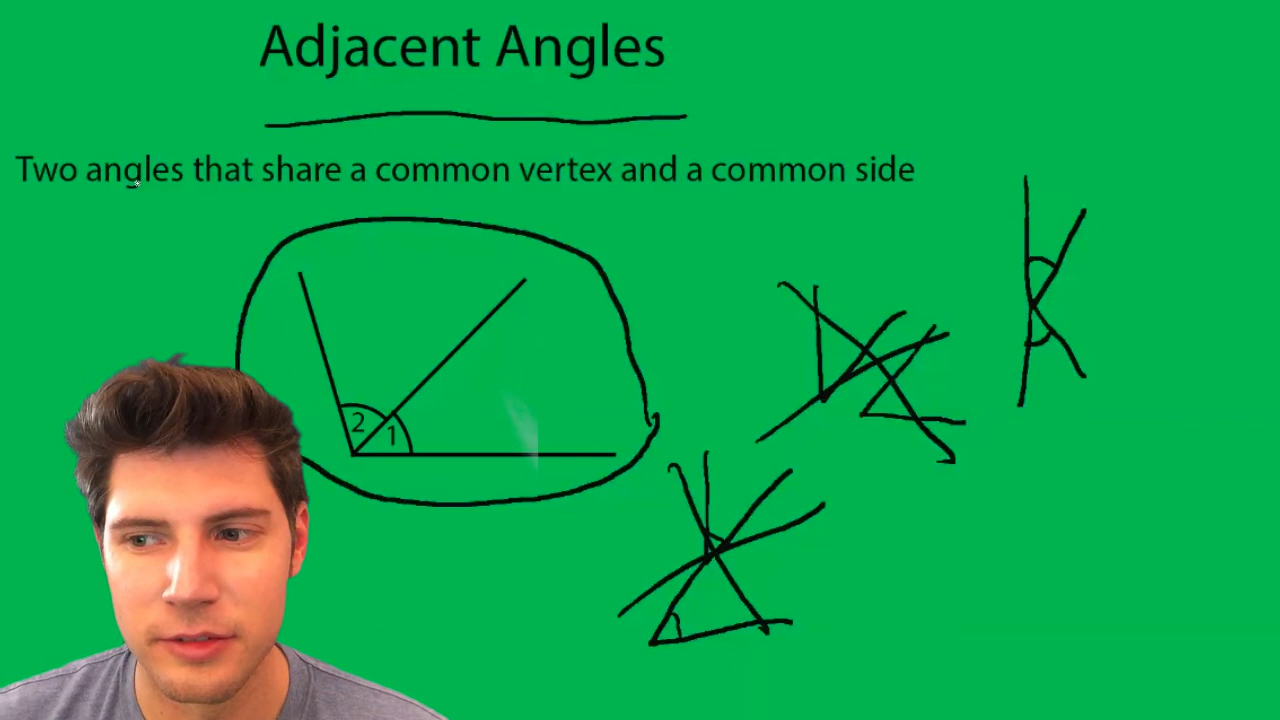 Adjacent Angles
Two angles that share a common vertex and a common side
2
1